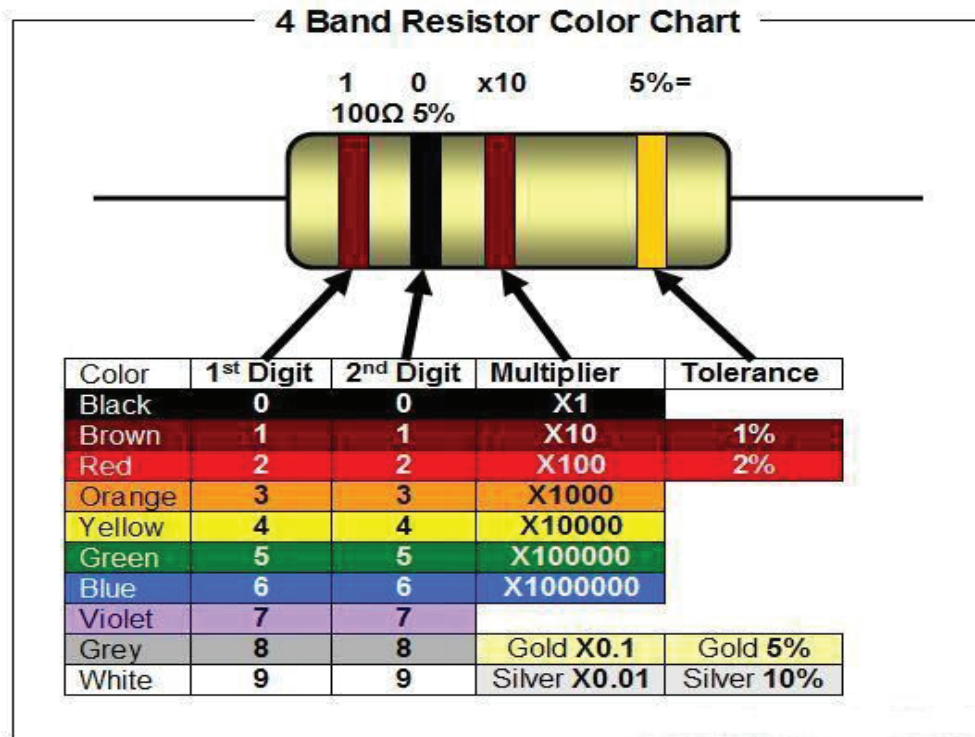 4 Band Resistor Color Chart
1 0 x10 5%=
100Ω 5%
Color 1st Digit 2nd Digit Multiplier Tolerance
Black 0 0 X1
Brown 1 1 X10 1%
Red 2 2 X100 2%
Orange 3 3 X1000
Yellow 4 4 X10000
Green 5 5 X100000
Blue 6 6 X1000000
Violet 7 7
Grey 8 8 Gold X0.1 Gold 5%
White 9 9 Silver X0.01 Silver 10%